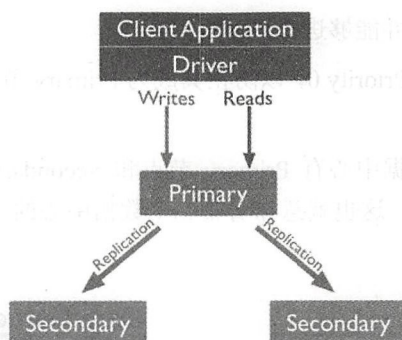 Client Application
Driver
Writes Reads
Primary
Replication Replication
Secondary Secondary